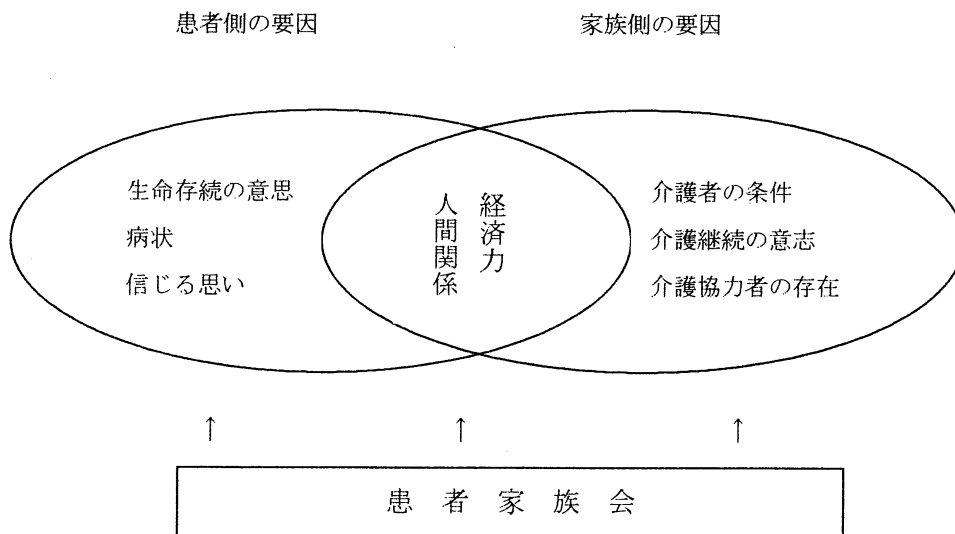 患者側の要因
家族側の要因
生命存続の意思
病状
信じる思い
経済力
人間関係
介護者の条件
介護継続の意志
介護協力者の存在
↑ ↑ ↑
患者家族会